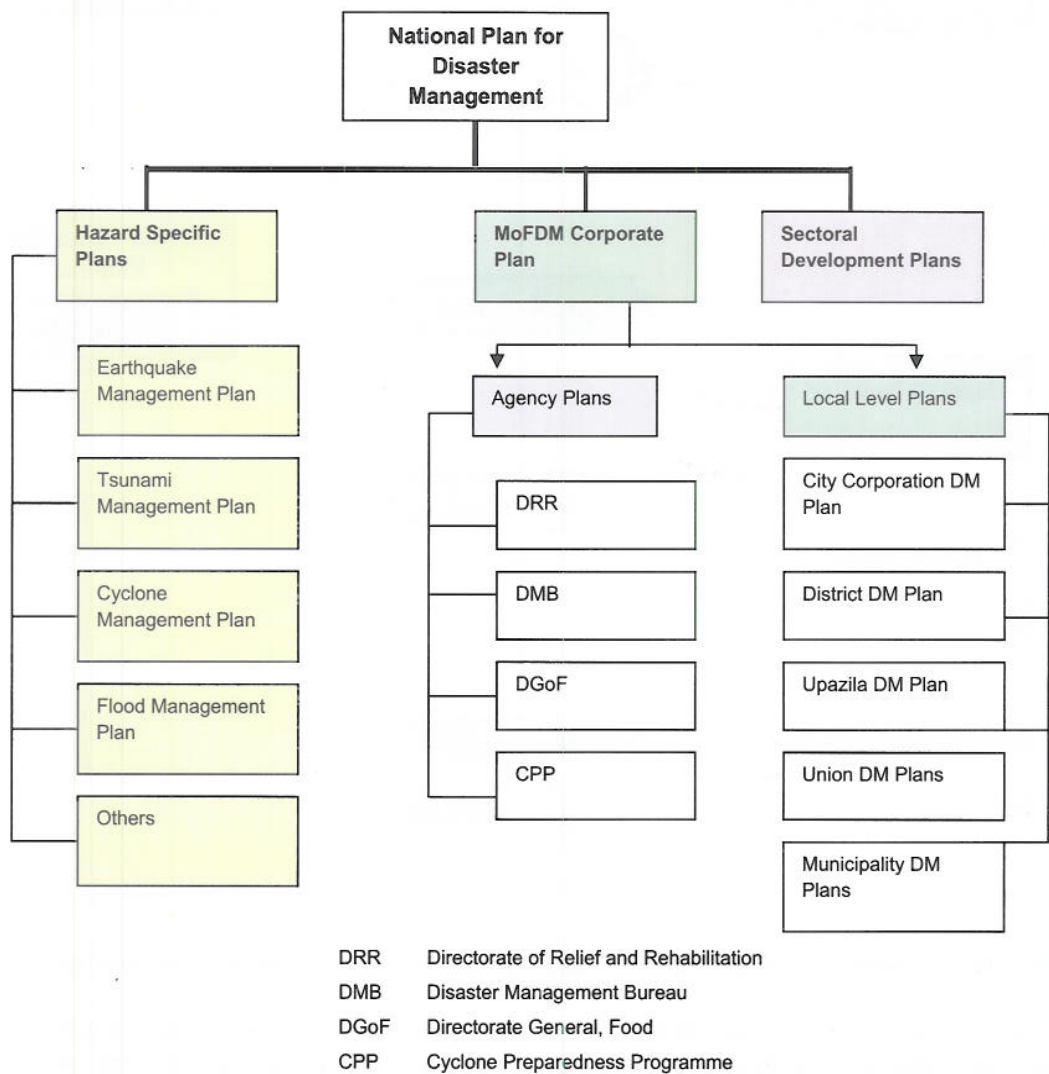 National Plan for
Disaster
Management
Hazard Specific
Plans
MoFDM Corporate
Plan
Sectoral
Development Plans
Earthquake
Management Plan
Tsunami
Management Plan
Cyclone
Management Plan
Flood Management
Plan
Others
Agency Plans
DRR
DMB
DGoF
CPP
Local Level Plans
City Corporation DM
Plan
District DM Plan
Upazila DM Plan
Union DM Plans
Municipality DM
Plans
DRR Directorate of Relief and Rehabilitation
DMB Disaster Management Bureau
DGoF Directorate General, Food
CPP Cyclone Preparedness Programme